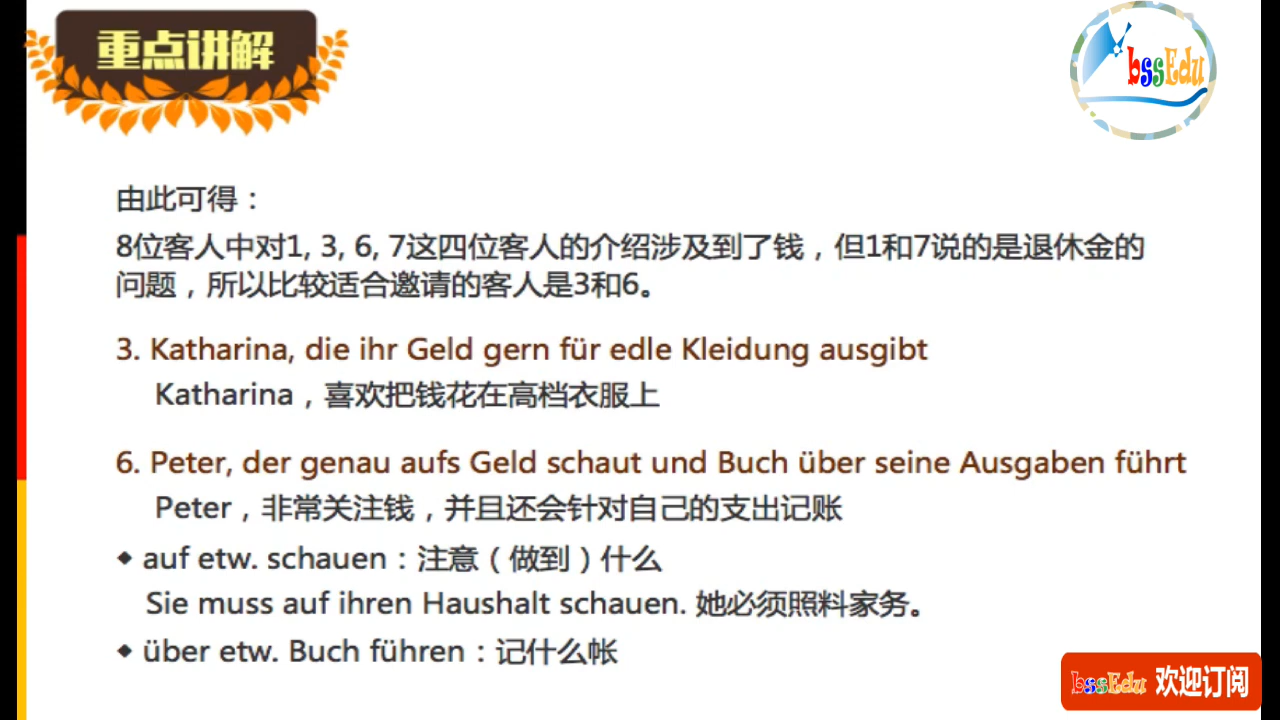 重点讲解
bssEdu
由此可得：
8位客人中对1, 3, 6, 7这四位客人的介绍涉及到了钱，但1和7说的是退休金的
问题，所以比较适合邀请的客人是3和6。
3. Katharina, die ihr Geld gern für edle Kleidung ausgibt
Katharina，喜欢把钱花在高档衣服上
6. Peter, der genau aufs Geld schaut und Buch über seine Ausgaben führt
Peter，非常关注钱，并且还会针对自己的支出记账
◆ auf etw. schauen：注意（做到）什么
Sie muss auf ihren Haushalt schauen. 她必须照料家务。
◆ über etw. Buch führen：记什么帐
bssEdu 欢迎订阅